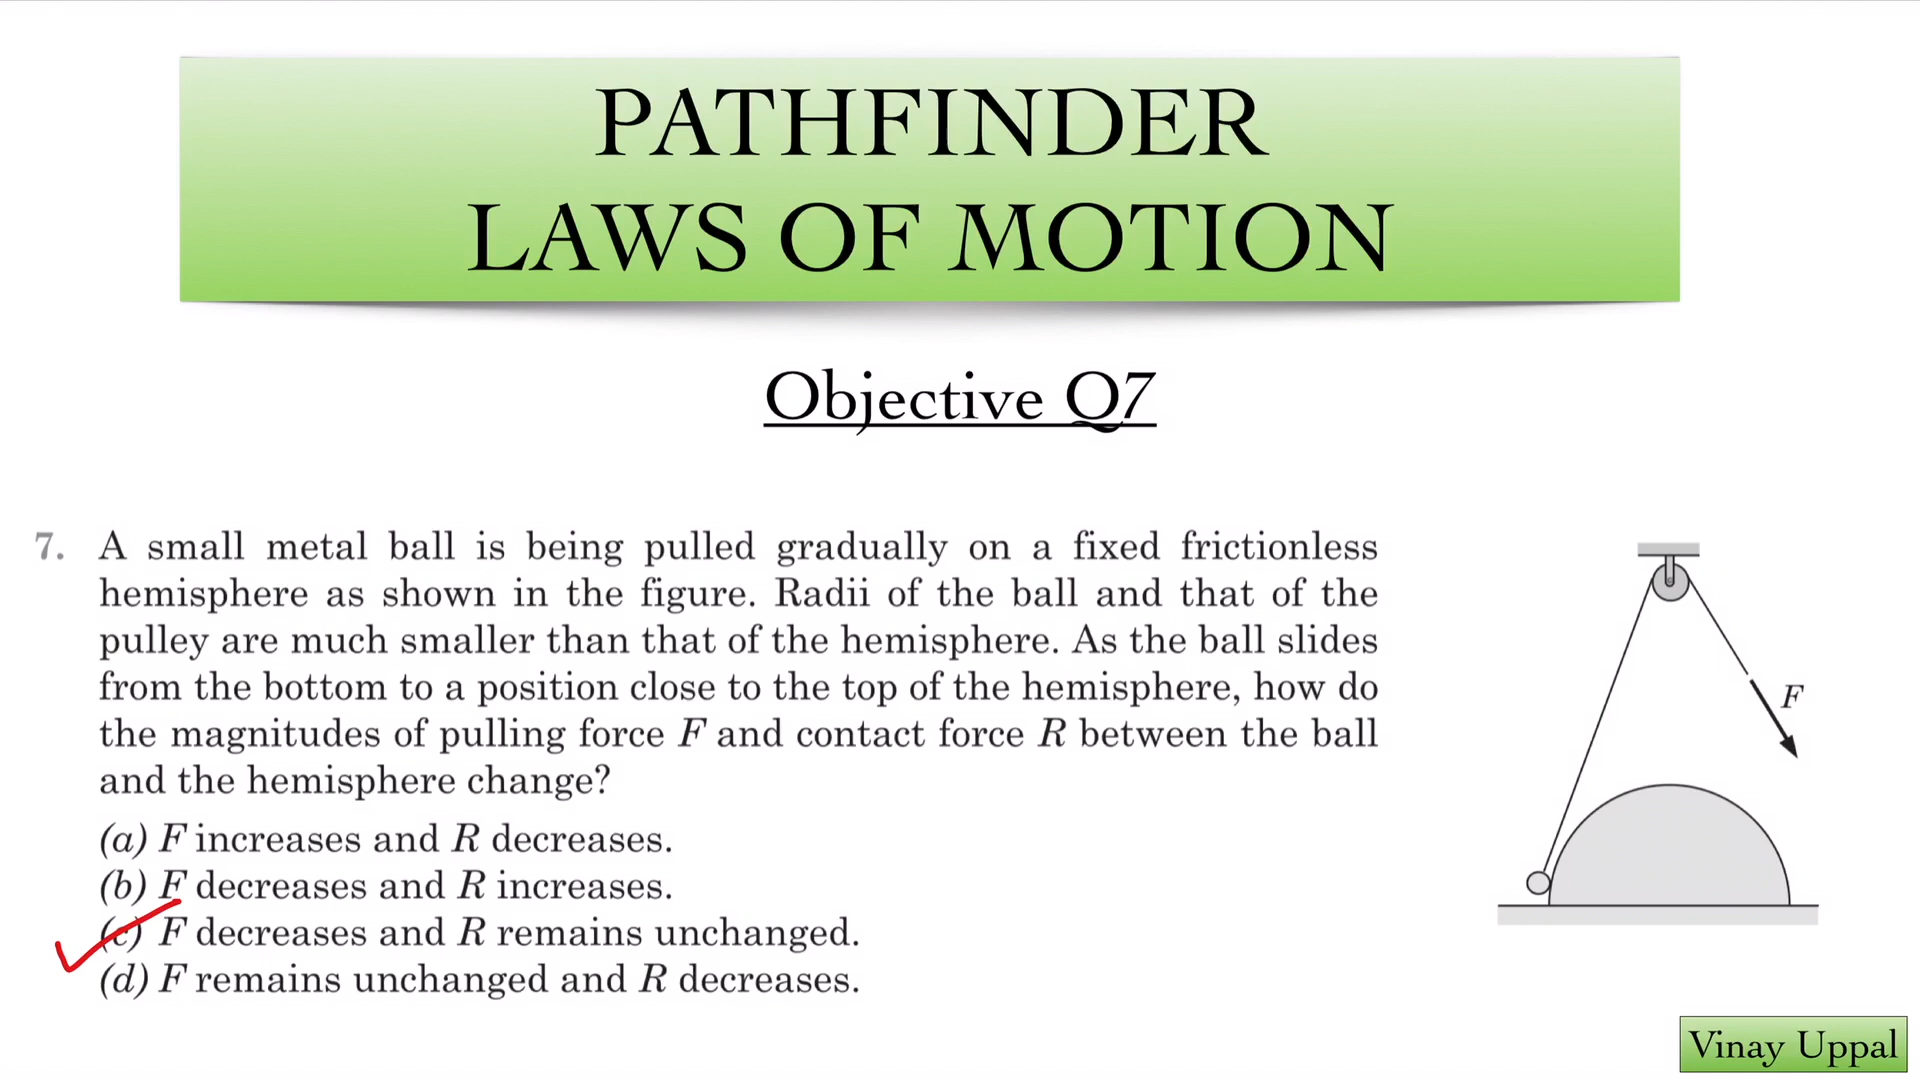 PATHFINDER
LAWS OF MOTION
Objective Q7
7. A small metal ball is being pulled gradually on a fixed frictionless
hemisphere as shown in the figure. Radii of the ball and that of the
pulley are much smaller than that of the hemisphere. As the ball slides
from the bottom to a position close to the top of the hemisphere, how do
the magnitudes of pulling force F and contact force R between the ball
and the hemisphere change?
(a) F increases and R decreases.
(b) F decreases and R increases.
(c) F decreases and R remains unchanged.
(d) F remains unchanged and R decreases.
F
Vinay Uppal